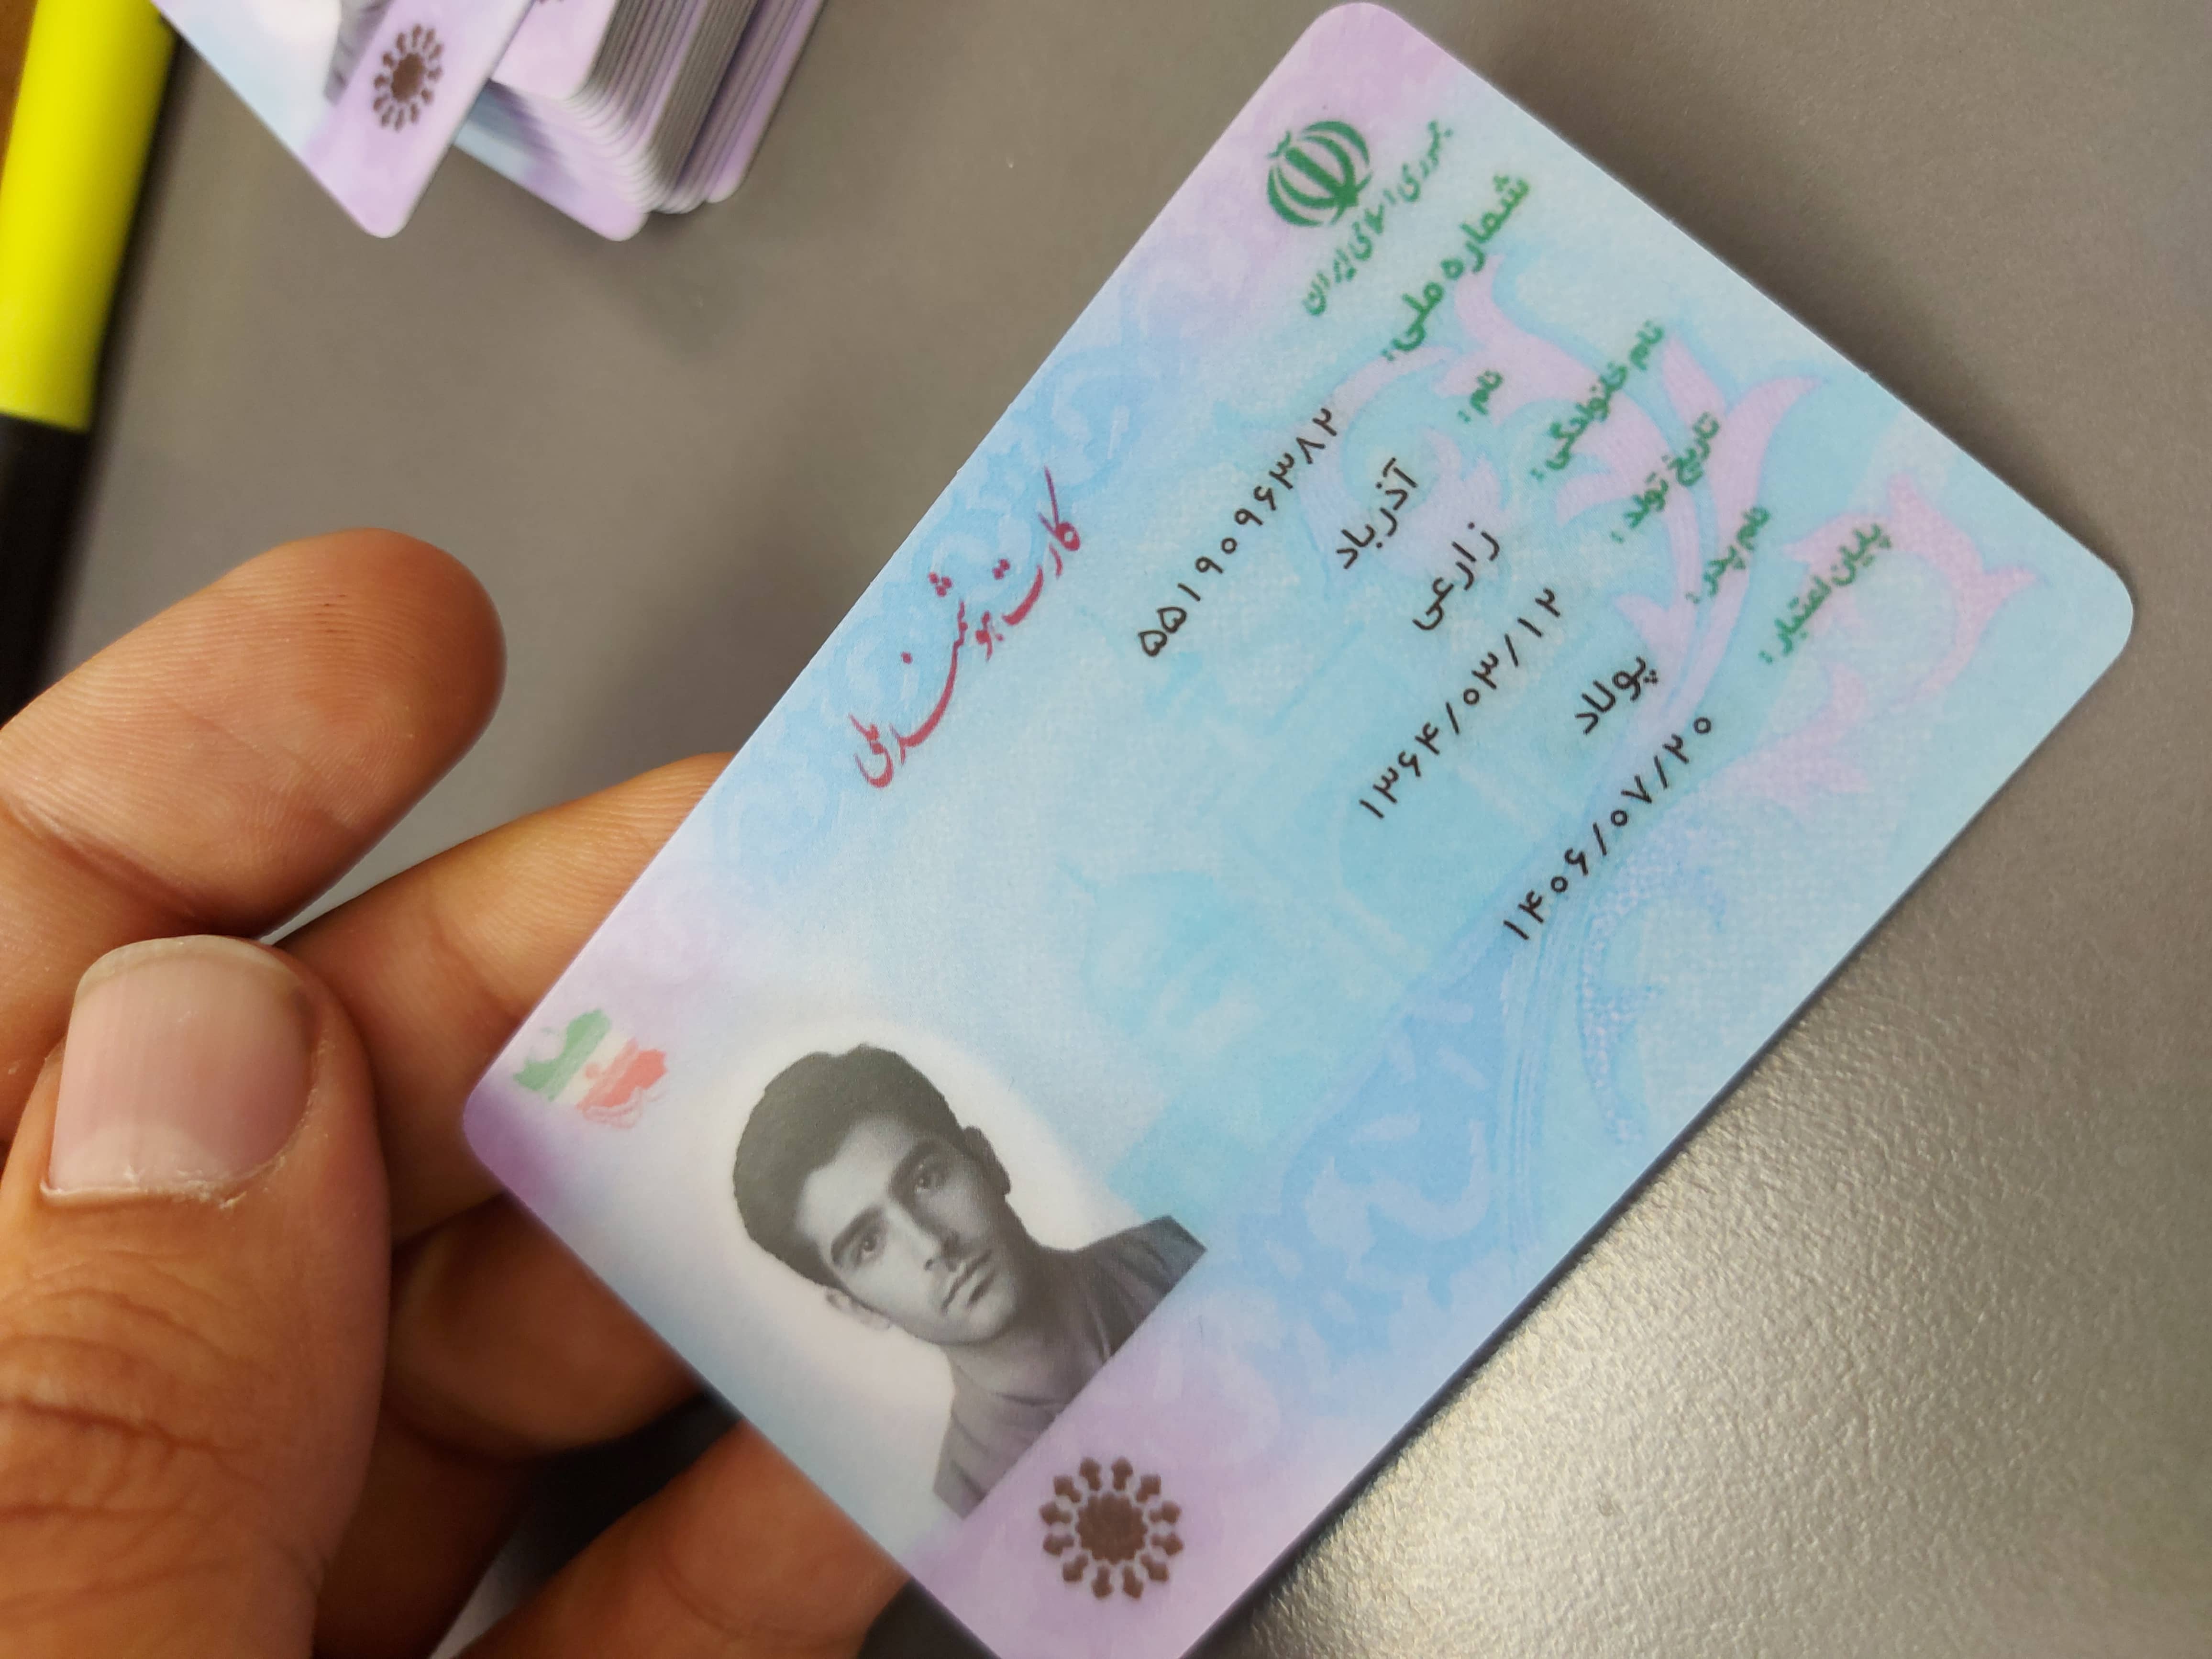 جمهوری اسلامی ایران
کارت هوشمند ملی
شماره ملی: ۵۵۱۹۰۹۶۳۸۲
نام: آذرباد
نام خانوادگی: زارعی
تاریخ تولد: ۱۳۶۴/۰۳/۱۲
نام پدر: پولاد
پایان اعتبار: ۱۴۰۶/۰۷/۲۰